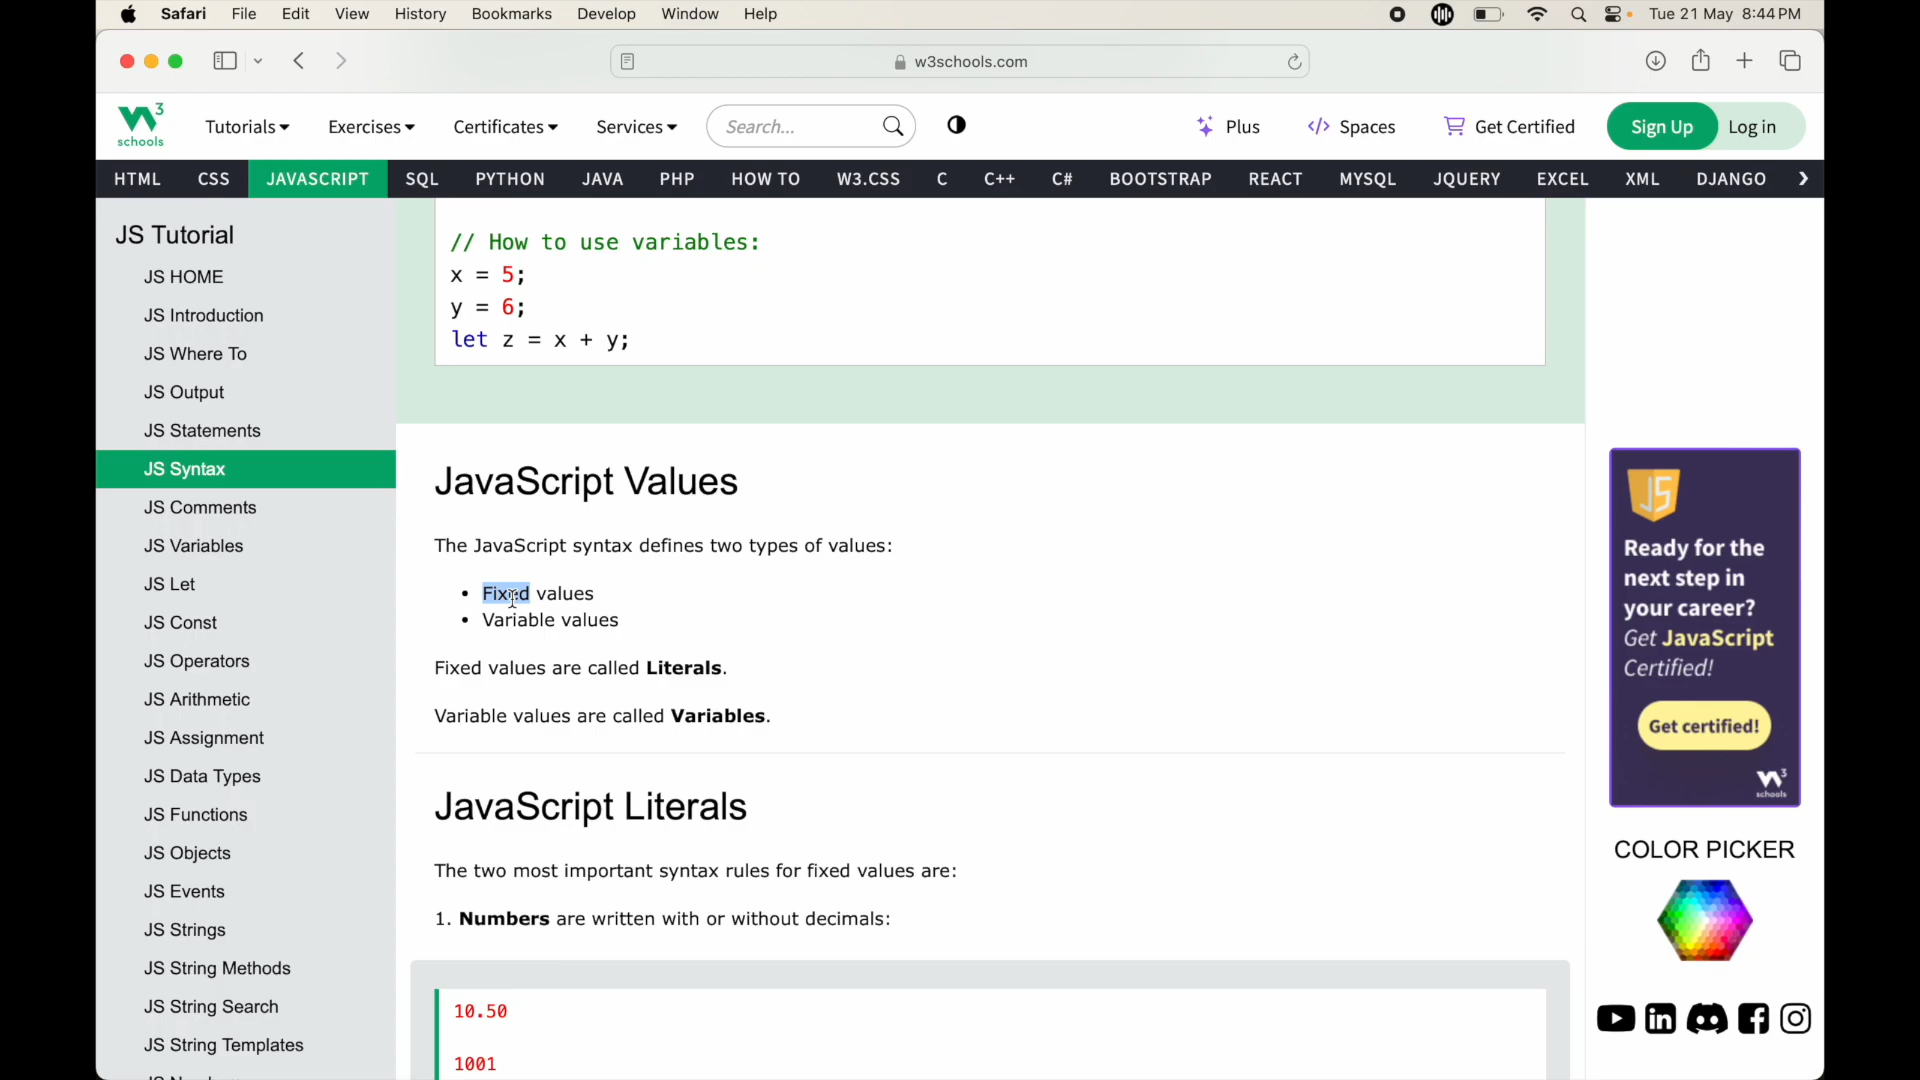 Safari File Edit View History Bookmarks Develop Window Help Tue 21 May 8:44 PM
w3schools.com
W3 schools Tutorials Exercises Certificates Services Search... Plus </> Spaces Get Certified Sign Up Log in
HTML CSS JAVASCRIPT SQL PYTHON JAVA PHP HOW TO W3.CSS C C++ C# BOOTSTRAP REACT MYSQL JQUERY EXCEL XML DJANGO ❯
JS Tutorial
JS HOME
JS Introduction
JS Where To
JS Output
JS Statements
JS Syntax
JS Comments
JS Variables
JS Let
JS Const
JS Operators
JS Arithmetic
JS Assignment
JS Data Types
JS Functions
JS Objects
JS Events
JS Strings
JS String Methods
JS String Search
JS String Templates
// How to use variables:
x = 5;
y = 6;
let z = x + y;
JavaScript Values
The JavaScript syntax defines two types of values:
• Fixed values
• Variable values
Fixed values are called Literals.
Variable values are called Variables.
JavaScript Literals
The two most important syntax rules for fixed values are:
1. Numbers are written with or without decimals:
10.50
1001
JS
Ready for the
next step in
your career?
Get JavaScript
Certified!
Get certified!
W3 schools
COLOR PICKER